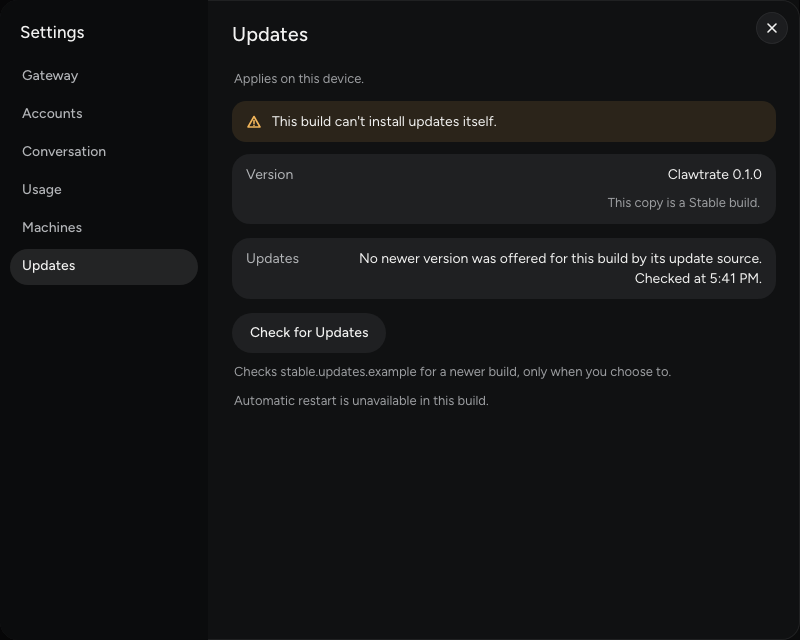 Settings
Gateway
Accounts
Conversation
Usage
Machines
Updates
Updates
Applies on this device.
This build can't install updates itself.
Version
Clawtrate 0.1.0
This copy is a Stable build.
Updates
No newer version was offered for this build by its update source.
Checked at 5:41 PM.
Check for Updates
Checks stable.updates.example for a newer build, only when you choose to.
Automatic restart is unavailable in this build.